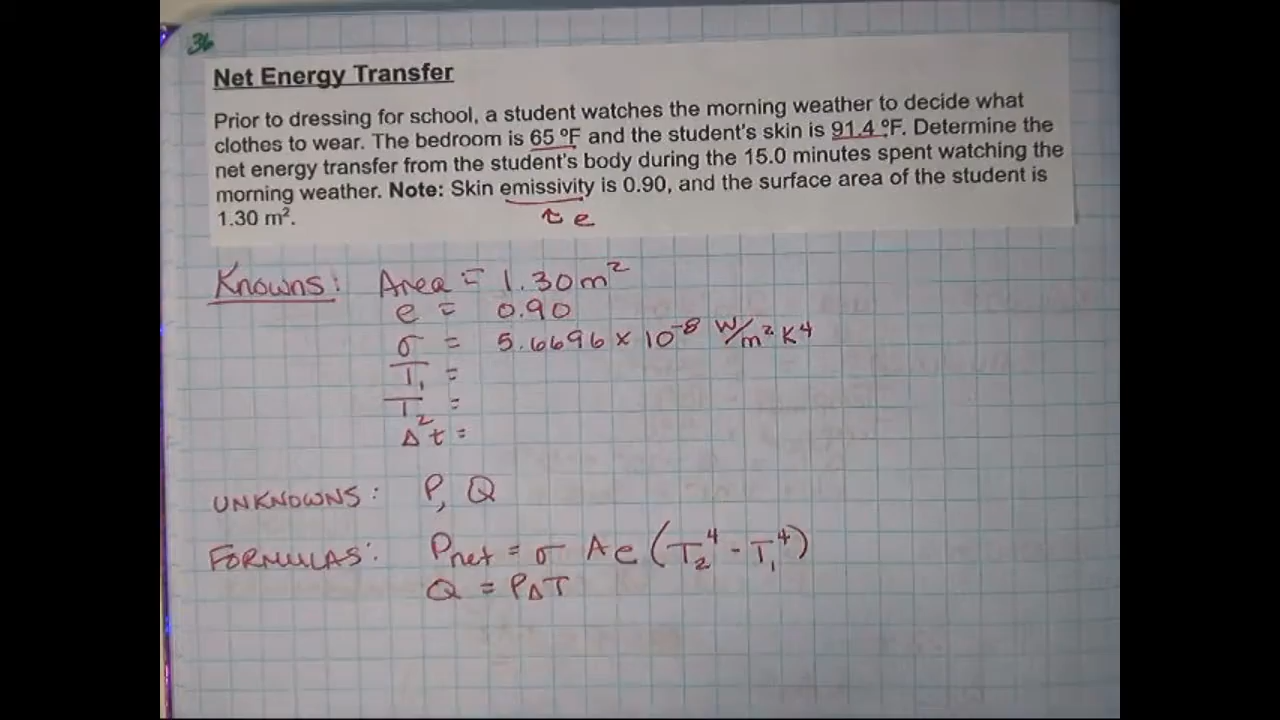 36
Net Energy Transfer
Prior to dressing for school, a student watches the morning weather to decide what
clothes to wear. The bedroom is 65 ºF and the student's skin is 91.4 ºF. Determine the
net energy transfer from the student's body during the 15.0 minutes spent watching the
morning weather. Note: Skin emissivity is 0.90, and the surface area of the student is
1.30 m².
↑ e
Knowns: Area = 1.30 m²
e = 0.90
σ = 5.6696 × 10⁻⁸ W/m² K⁴
T₁ =
T₂ =
Δt =
UNKNOWNS: P, Q
FORMULAS: Pnet = σ A e (T₂⁴ - T₁⁴)
Q = PΔT